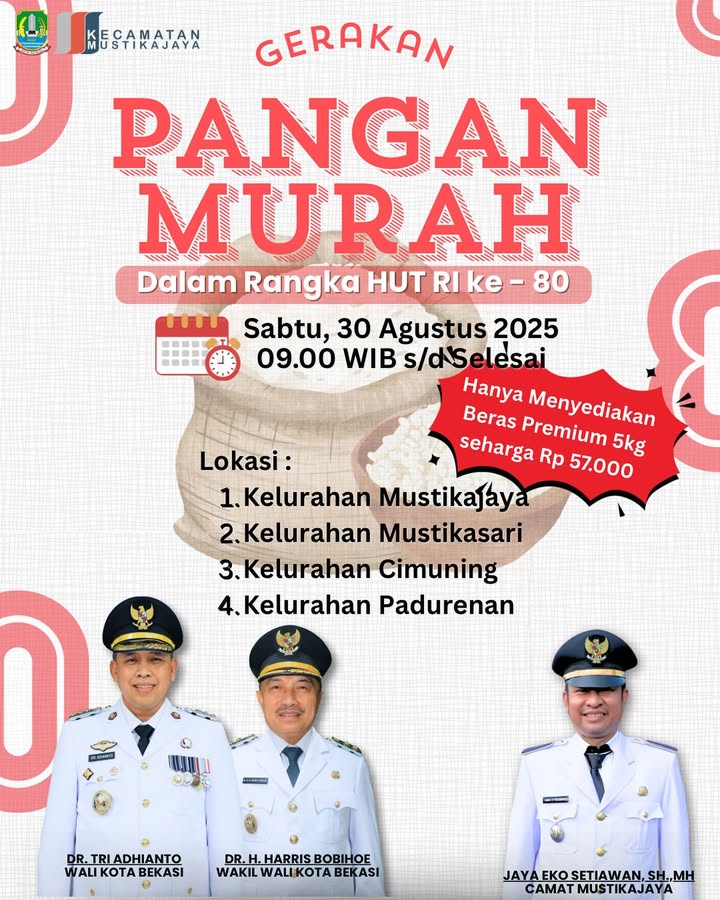 KECAMATAN
MUSTIKAJAYA
GERAKAN
PANGAN
MURAH
Dalam Rangka HUT RI ke - 80
Sabtu, 30 Agustus 2025
09.00 WIB s/d Selesai
Hanya Menyediakan
Beras Premium 5kg
seharga Rp 57.000
Lokasi :
1. Kelurahan Mustikajaya
2. Kelurahan Mustikasari
3. Kelurahan Cimuning
4. Kelurahan Padurenan
DR. TRI ADHIANTO
WALI KOTA BEKASI
DR. H. HARRIS BOBIHOE
WAKIL WALI KOTA BEKASI
JAYA EKO SETIAWAN, SH.,MH
CAMAT MUSTIKAJAYA